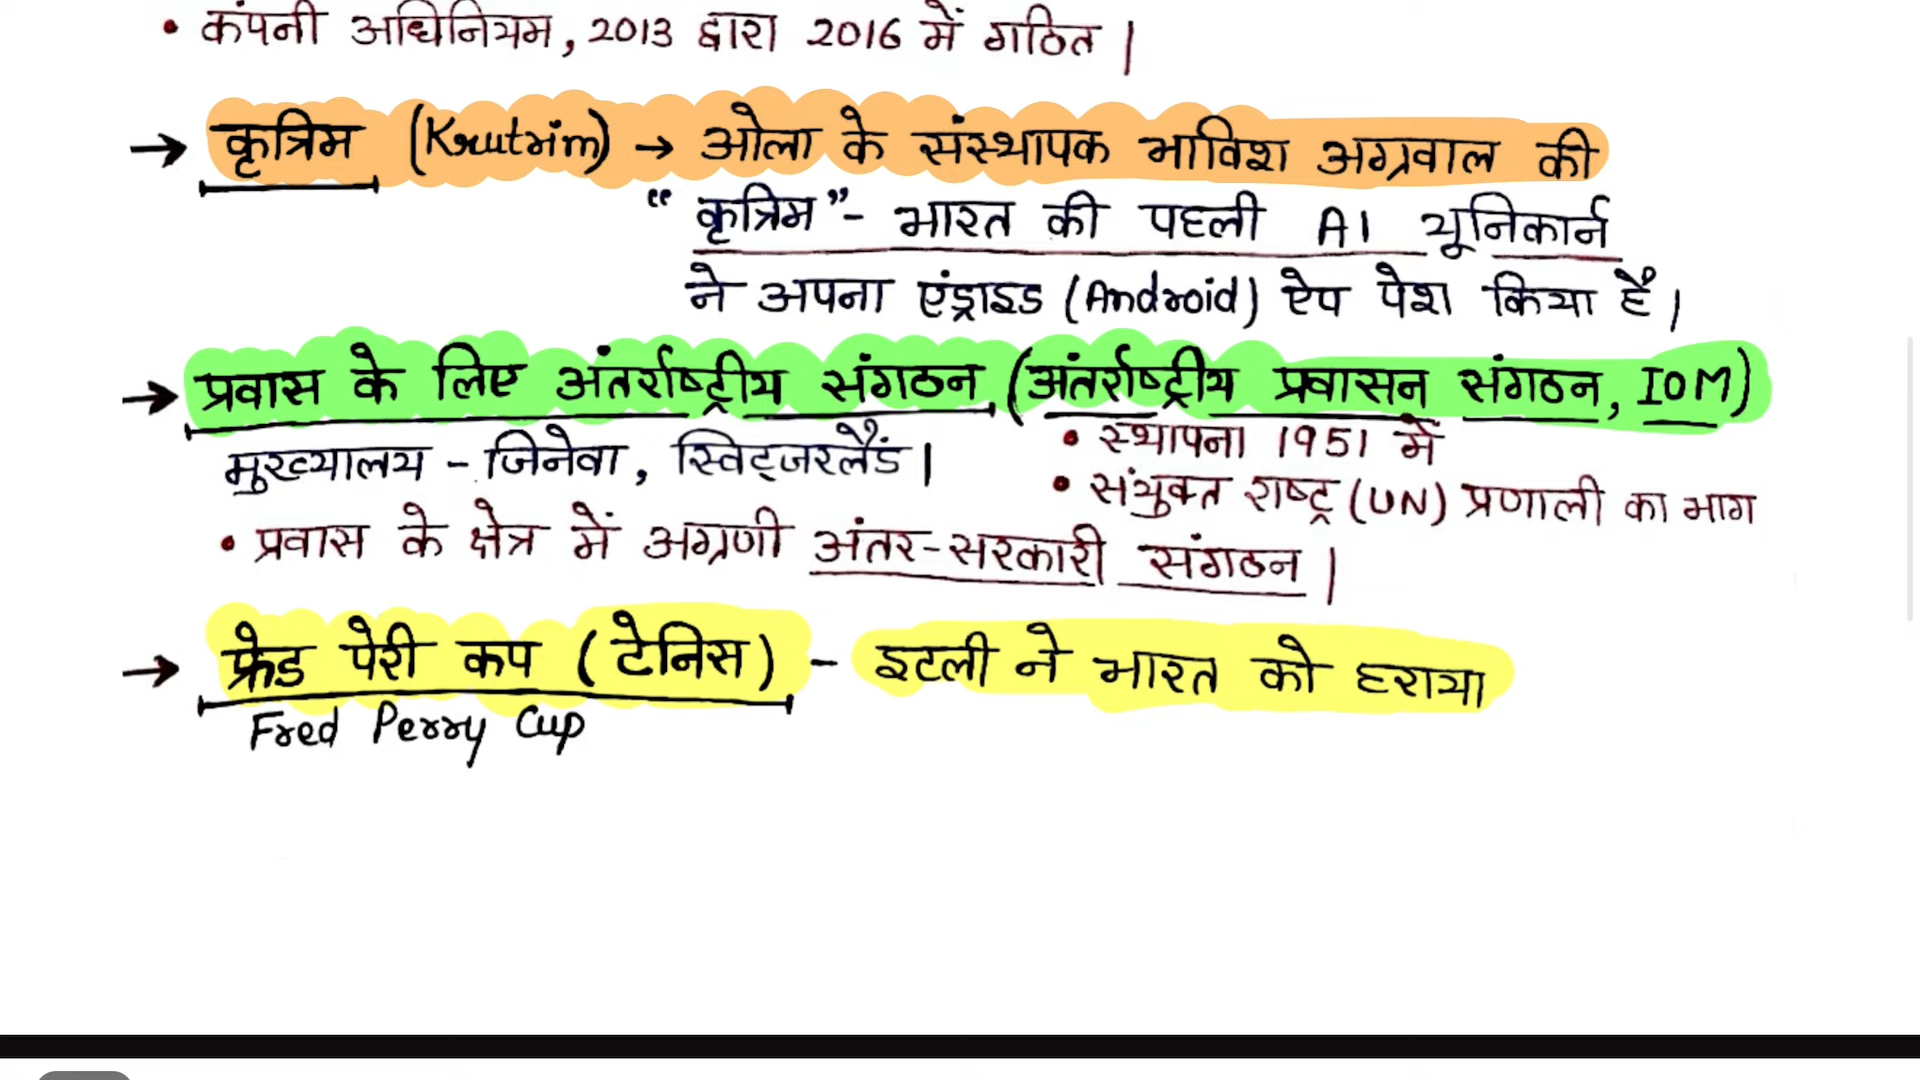 • कंपनी अधिनियम, 2013 द्वारा 2016 में गठित |
→ कृत्रिम (Krutrim) → ओला के संस्थापक भाविश अग्रवाल की
“कृत्रिम” - भारत की पहली AI यूनिकार्न
ने अपना एंड्राइड (Android) ऐप पेश किया है |
→ प्रवास के लिए अंतर्राष्ट्रीय संगठन (अंतर्राष्ट्रीय प्रवासन संगठन, IOM)
मुख्यालय - जिनेवा, स्विट्जरलैंड |
• स्थापना 1951 में
• संयुक्त राष्ट्र (UN) प्रणाली का भाग
• प्रवास के क्षेत्र में अग्रणी अंतर-सरकारी संगठन |
→ फ्रेड पेरी कप (टेनिस) - इटली ने भारत को हराया
Fred Perry Cup